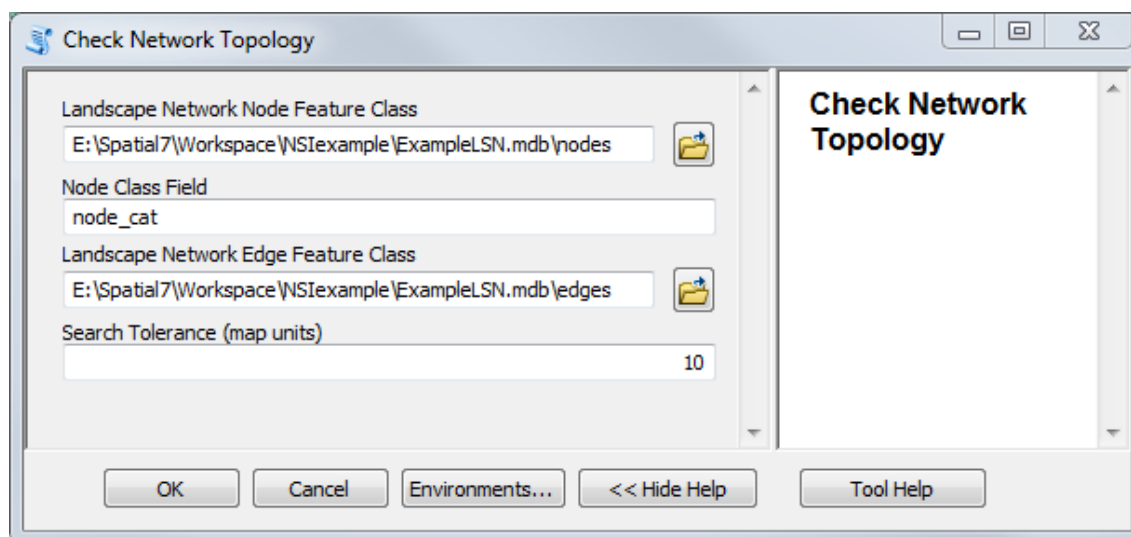 Check Network Topology
Landscape Network Node Feature Class
E:\Spatial7\Workspace\NSIexample\ExampleLSN.mdb\nodes
Node Class Field
node_cat
Landscape Network Edge Feature Class
E:\Spatial7\Workspace\NSIexample\ExampleLSN.mdb\edges
Search Tolerance (map units)
10
Check Network
Topology
OK
Cancel
Environments...
<< Hide Help
Tool Help